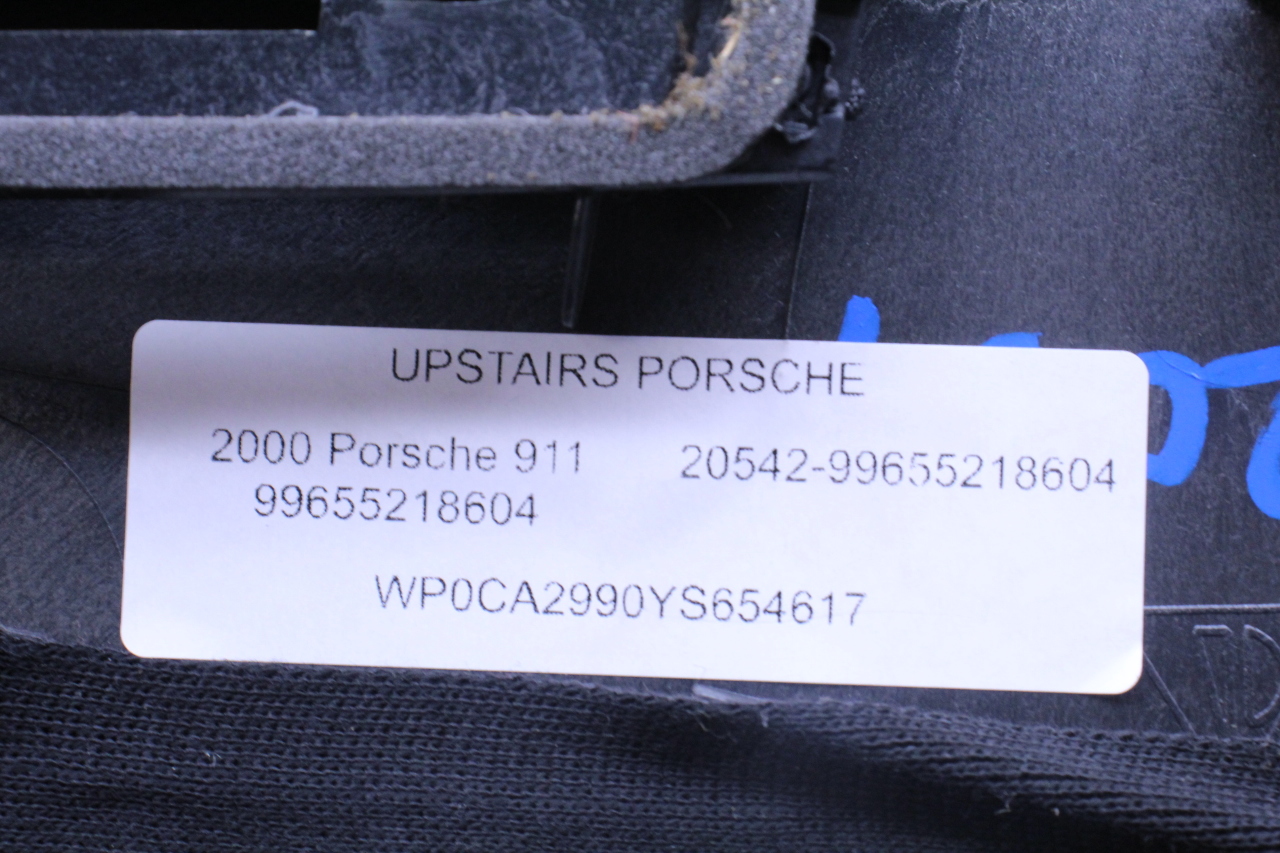 UPSTAIRS PORSCHE
2000 Porsche 911 20542-99655218604
99655218604
WP0CA2990YS654617